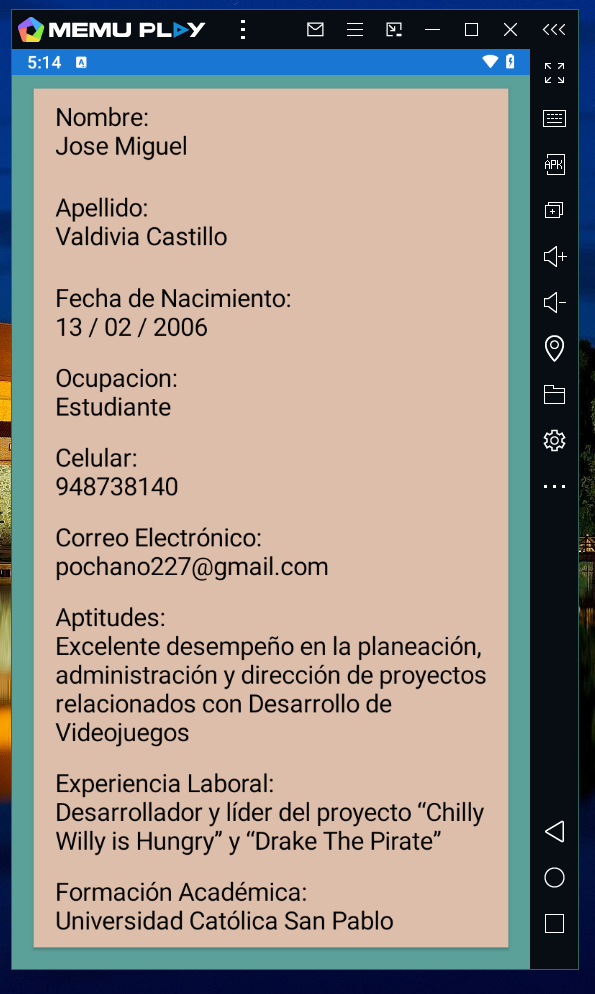 MEMU PLAY
5:14 A
Nombre:
Jose Miguel
Apellido:
Valdivia Castillo
Fecha de Nacimiento:
13 / 02 / 2006
Ocupacion:
Estudiante
Celular:
948738140
Correo Electrónico:
pochano227@gmail.com
Aptitudes:
Excelente desempeño en la planeación,
administración y dirección de proyectos
relacionados con Desarrollo de
Videojuegos
Experiencia Laboral:
Desarrollador y líder del proyecto “Chilly
Willy is Hungry” y “Drake The Pirate”
Formación Académica:
Universidad Católica San Pablo
APK